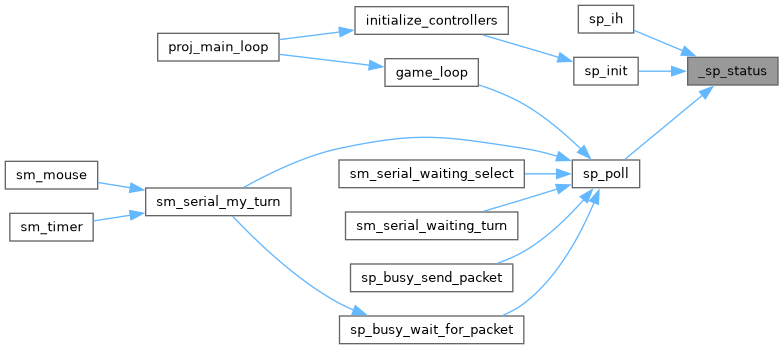 initialize_controllers
sp_ih
proj_main_loop
game_loop
sp_init
_sp_status
sm_mouse
sm_timer
sm_serial_my_turn
sm_serial_waiting_select
sp_poll
sm_serial_waiting_turn
sp_busy_send_packet
sp_busy_wait_for_packet